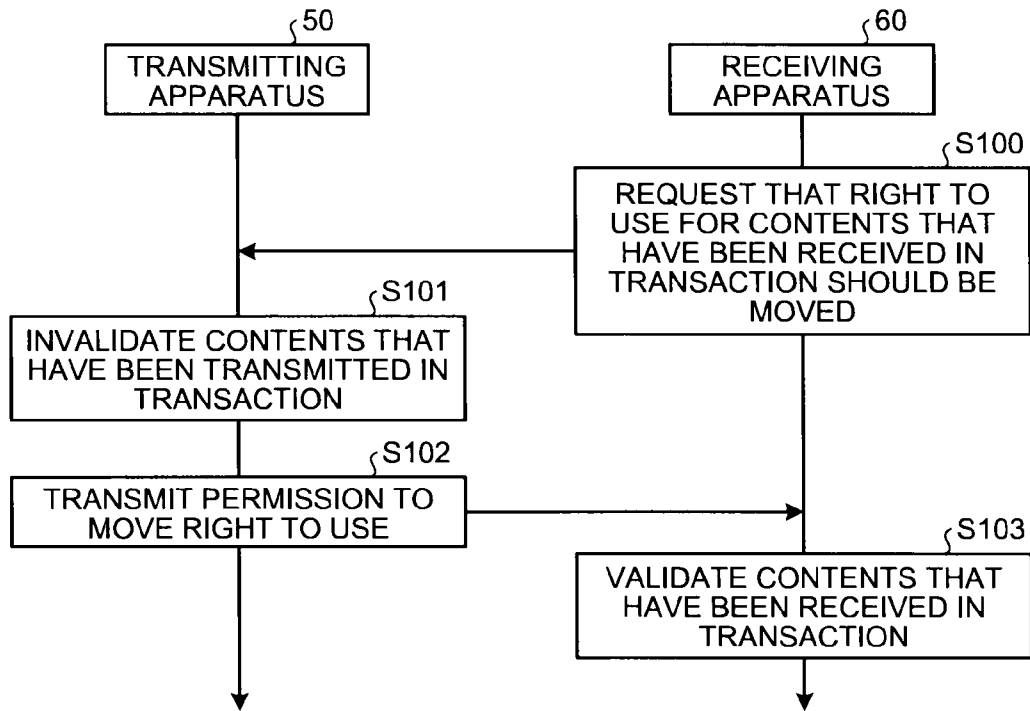 50
TRANSMITTING
APPARATUS
60
RECEIVING
APPARATUS
S100
REQUEST THAT RIGHT TO
USE FOR CONTENTS THAT
HAVE BEEN RECEIVED IN
TRANSACTION SHOULD BE
MOVED
S101
INVALIDATE CONTENTS THAT
HAVE BEEN TRANSMITTED IN
TRANSACTION
S102
TRANSMIT PERMISSION TO
MOVE RIGHT TO USE
S103
VALIDATE CONTENTS THAT
HAVE BEEN RECEIVED IN
TRANSACTION